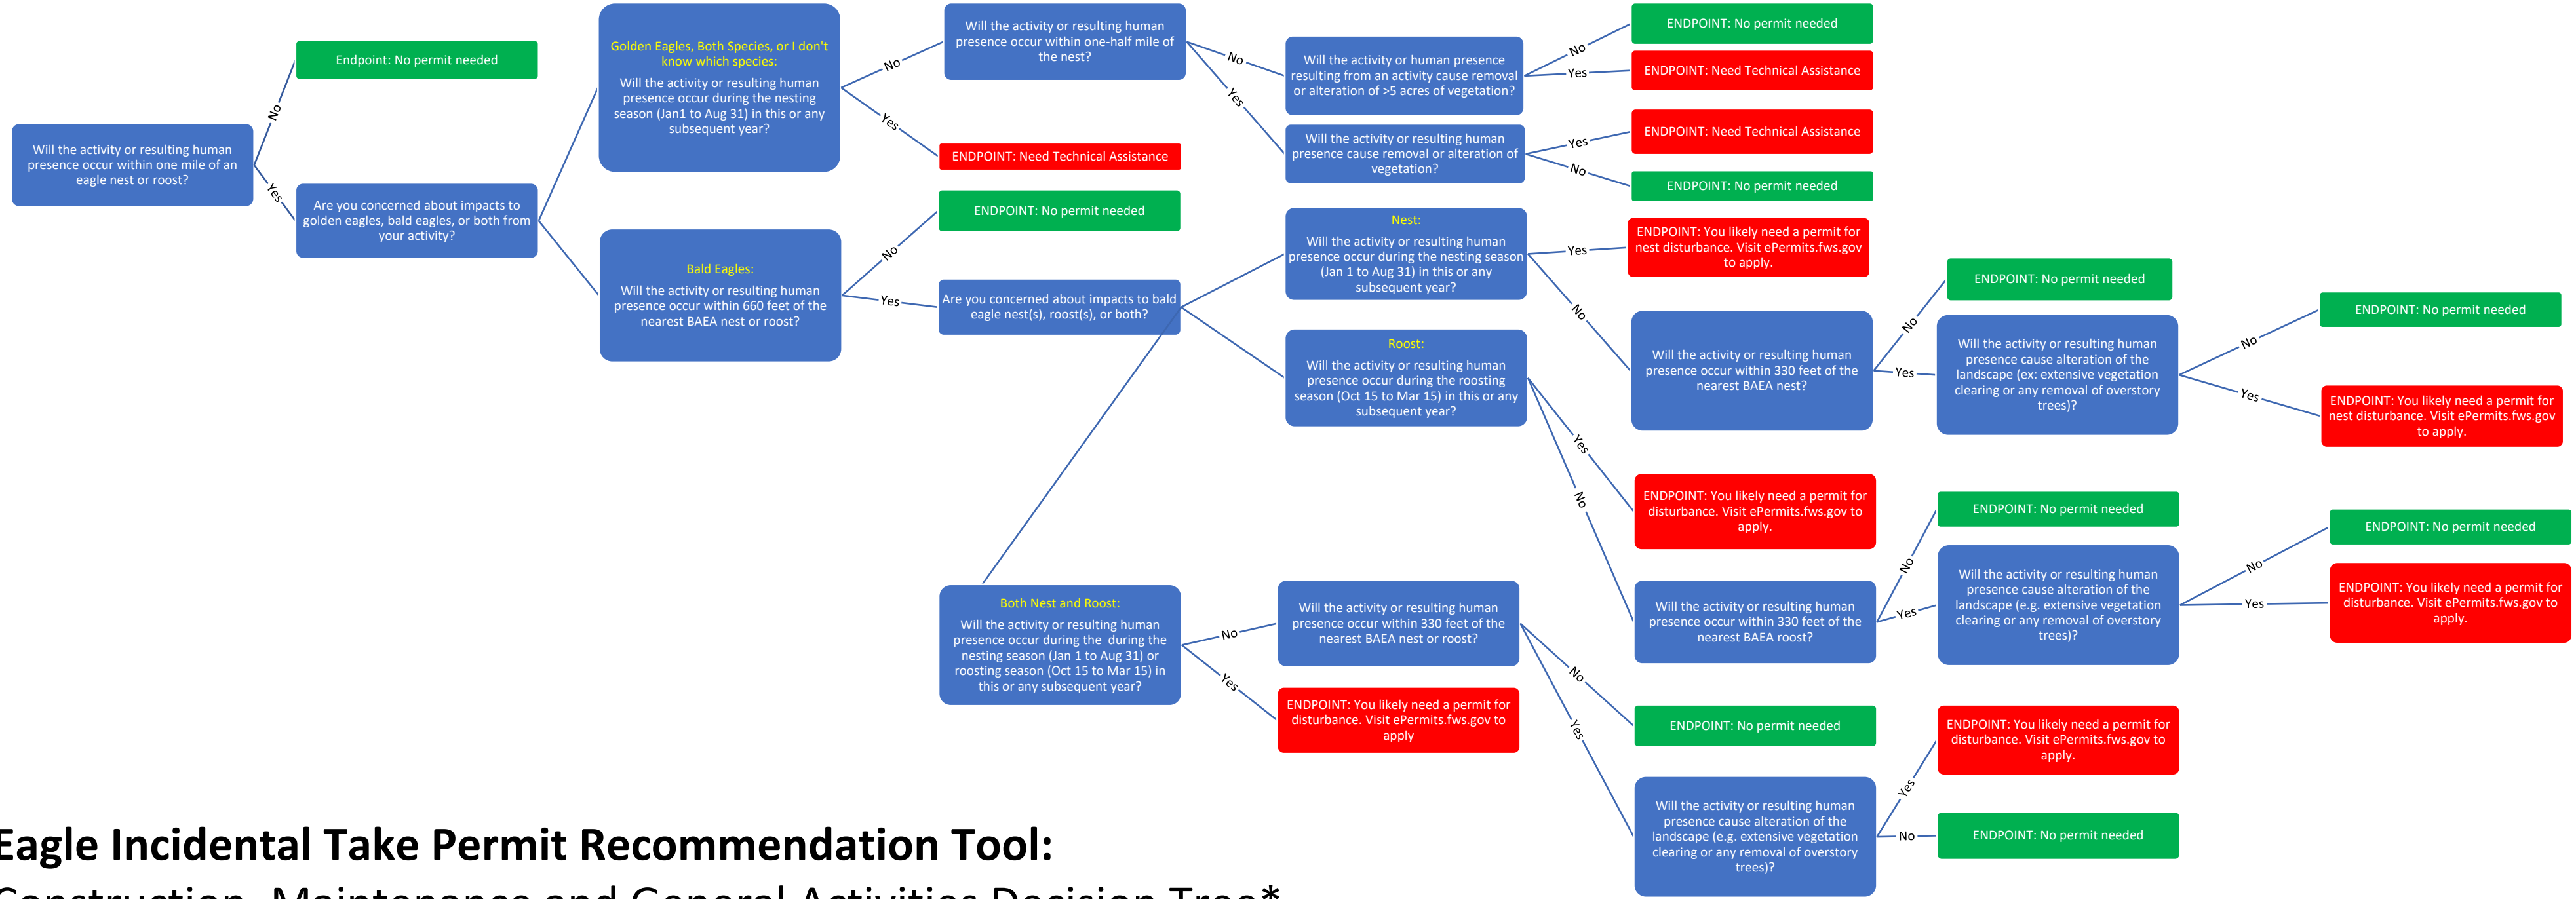 Will the activity or resulting human
presence occur within one mile of an
eagle nest or roost?
No
Yes
Endpoint: No permit needed
Are you concerned about impacts to
golden eagles, bald eagles, or both from
your activity?
Golden Eagles, Both Species, or I don't
know which species:
Will the activity or resulting human
presence occur during the nesting
season (Jan1 to Aug 31) in this or any
subsequent year?
No
Yes
Will the activity or resulting human
presence occur within one-half mile of
the nest?
ENDPOINT: Need Technical Assistance
No
Yes
Will the activity or human presence
resulting from an activity cause removal
or alteration of >5 acres of vegetation?
No
Yes
ENDPOINT: No permit needed
ENDPOINT: Need Technical Assistance
Will the activity or resulting human
presence cause removal or alteration of
vegetation?
Yes
No
ENDPOINT: Need Technical Assistance
ENDPOINT: No permit needed
Bald Eagles:
Will the activity or resulting human
presence occur within 660 feet of the
nearest BAEA nest or roost?
No
Yes
ENDPOINT: No permit needed
Are you concerned about impacts to bald
eagle nest(s), roost(s), or both?
Nest:
Will the activity or resulting human
presence occur during the nesting season
(Jan 1 to Aug 31) in this or any
subsequent year?
Yes
No
ENDPOINT: You likely need a permit for
nest disturbance. Visit ePermits.fws.gov
to apply.
Will the activity or resulting human
presence occur within 330 feet of the
nearest BAEA nest?
No
Yes
ENDPOINT: No permit needed
Will the activity or resulting human
presence cause alteration of the
landscape (ex: extensive vegetation
clearing or any removal of overstory
trees)?
No
Yes
ENDPOINT: No permit needed
ENDPOINT: You likely need a permit for
nest disturbance. Visit ePermits.fws.gov
to apply.
Roost:
Will the activity or resulting human
presence occur during the roosting
season (Oct 15 to Mar 15) in this or any
subsequent year?
Yes
No
ENDPOINT: You likely need a permit for
disturbance. Visit ePermits.fws.gov to
apply.
Will the activity or resulting human
presence occur within 330 feet of the
nearest BAEA roost?
No
Yes
ENDPOINT: No permit needed
Will the activity or resulting human
presence cause alteration of the
landscape (e.g. extensive vegetation
clearing or any removal of overstory
trees)?
No
Yes
ENDPOINT: No permit needed
ENDPOINT: You likely need a permit for
disturbance. Visit ePermits.fws.gov to
apply.
Both Nest and Roost:
Will the activity or resulting human
presence occur during the  during the
nesting season (Jan 1 to Aug 31) or
roosting season (Oct 15 to Mar 15) in
this or any subsequent year?
No
Yes
Will the activity or resulting human
presence occur within 330 feet of the
nearest BAEA nest or roost?
ENDPOINT: You likely need a permit for
disturbance. Visit ePermits.fws.gov to
apply
No
Yes
ENDPOINT: No permit needed
Will the activity or resulting human
presence cause alteration of the
landscape (e.g. extensive vegetation
clearing or any removal of overstory
trees)?
Yes
No
ENDPOINT: You likely need a permit for
disturbance. Visit ePermits.fws.gov to
apply.
ENDPOINT: No permit needed
Eagle Incidental Take Permit Recommendation Tool:
Construction, Maintenance and General Activities Decision Tree*